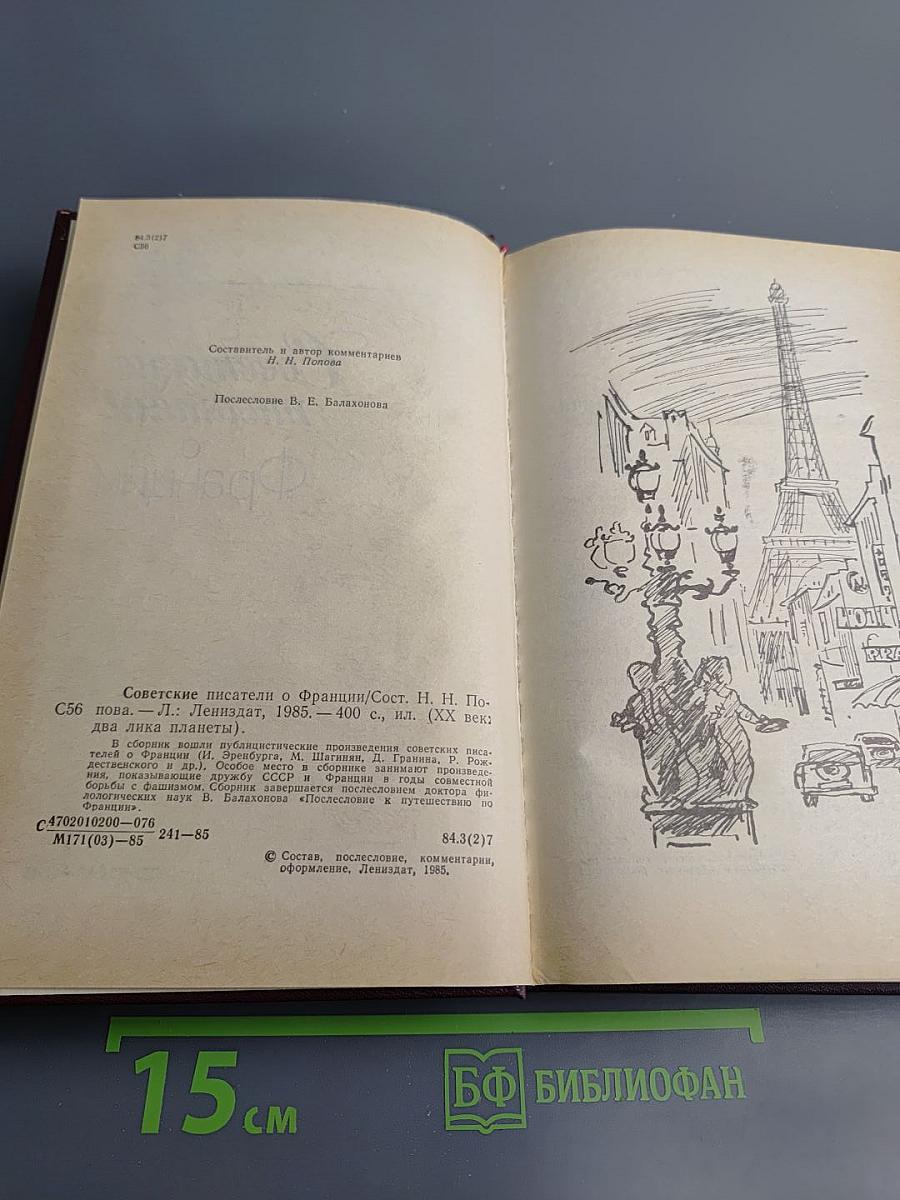 84.3(2)7
С56
Составитель и автор комментариев
Н. Н. Попова
Послесловие В. Е. Балахонова
Советские писатели о Франции/Сост. Н. Н. По-
С56 пова. — Л.: Лениздат, 1985. — 400 с., ил. (XX век:
два лика планеты).
В сборник вошли публицистические произведения советских писа-
телей о Франции (И. Эренбурга, М. Шагинян, Д. Гранина, Р. Рож-
дественского и др.). Особое место в сборнике занимают произведе-
ния, показывающие дружбу СССР и Франции в годы совместной
борьбы с фашизмом. Сборник завершается послесловием доктора фи-
лологических наук В. Балахонова «Послесловие к путешествию по
Франции».
С 4702010200—076
М171(03)—85 241—85
84.3(2)7
© Состав, послесловие, комментарии,
оформление, Лениздат, 1985.
15 см
БФ БИБЛИОФАН